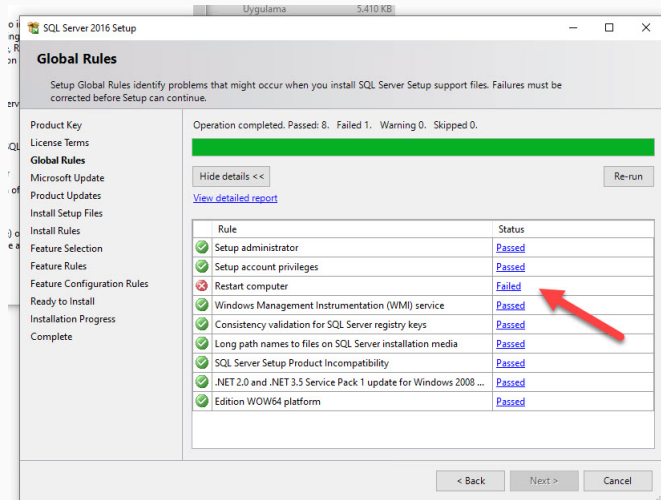 Uygulama 5.410 KB
SQL Server 2016 Setup
Global Rules
Setup Global Rules identify problems that might occur when you install SQL Server Setup support files. Failures must be
corrected before Setup can continue.
Product Key
License Terms
Global Rules
Microsoft Update
Product Updates
Install Setup Files
Install Rules
Feature Selection
Feature Rules
Feature Configuration Rules
Ready to Install
Installation Progress
Complete
Operation completed. Passed: 8. Failed 1. Warning 0. Skipped 0.
Hide details <<
Re-run
View detailed report
Rule Status
Setup administrator Passed
Setup account privileges Passed
Restart computer Failed
Windows Management Instrumentation (WMI) service Passed
Consistency validation for SQL Server registry keys Passed
Long path names to files on SQL Server installation media Passed
SQL Server Setup Product Incompatibility Passed
.NET 2.0 and .NET 3.5 Service Pack 1 update for Windows 2008 ... Passed
Edition WOW64 platform Passed
< Back
Next >
Cancel